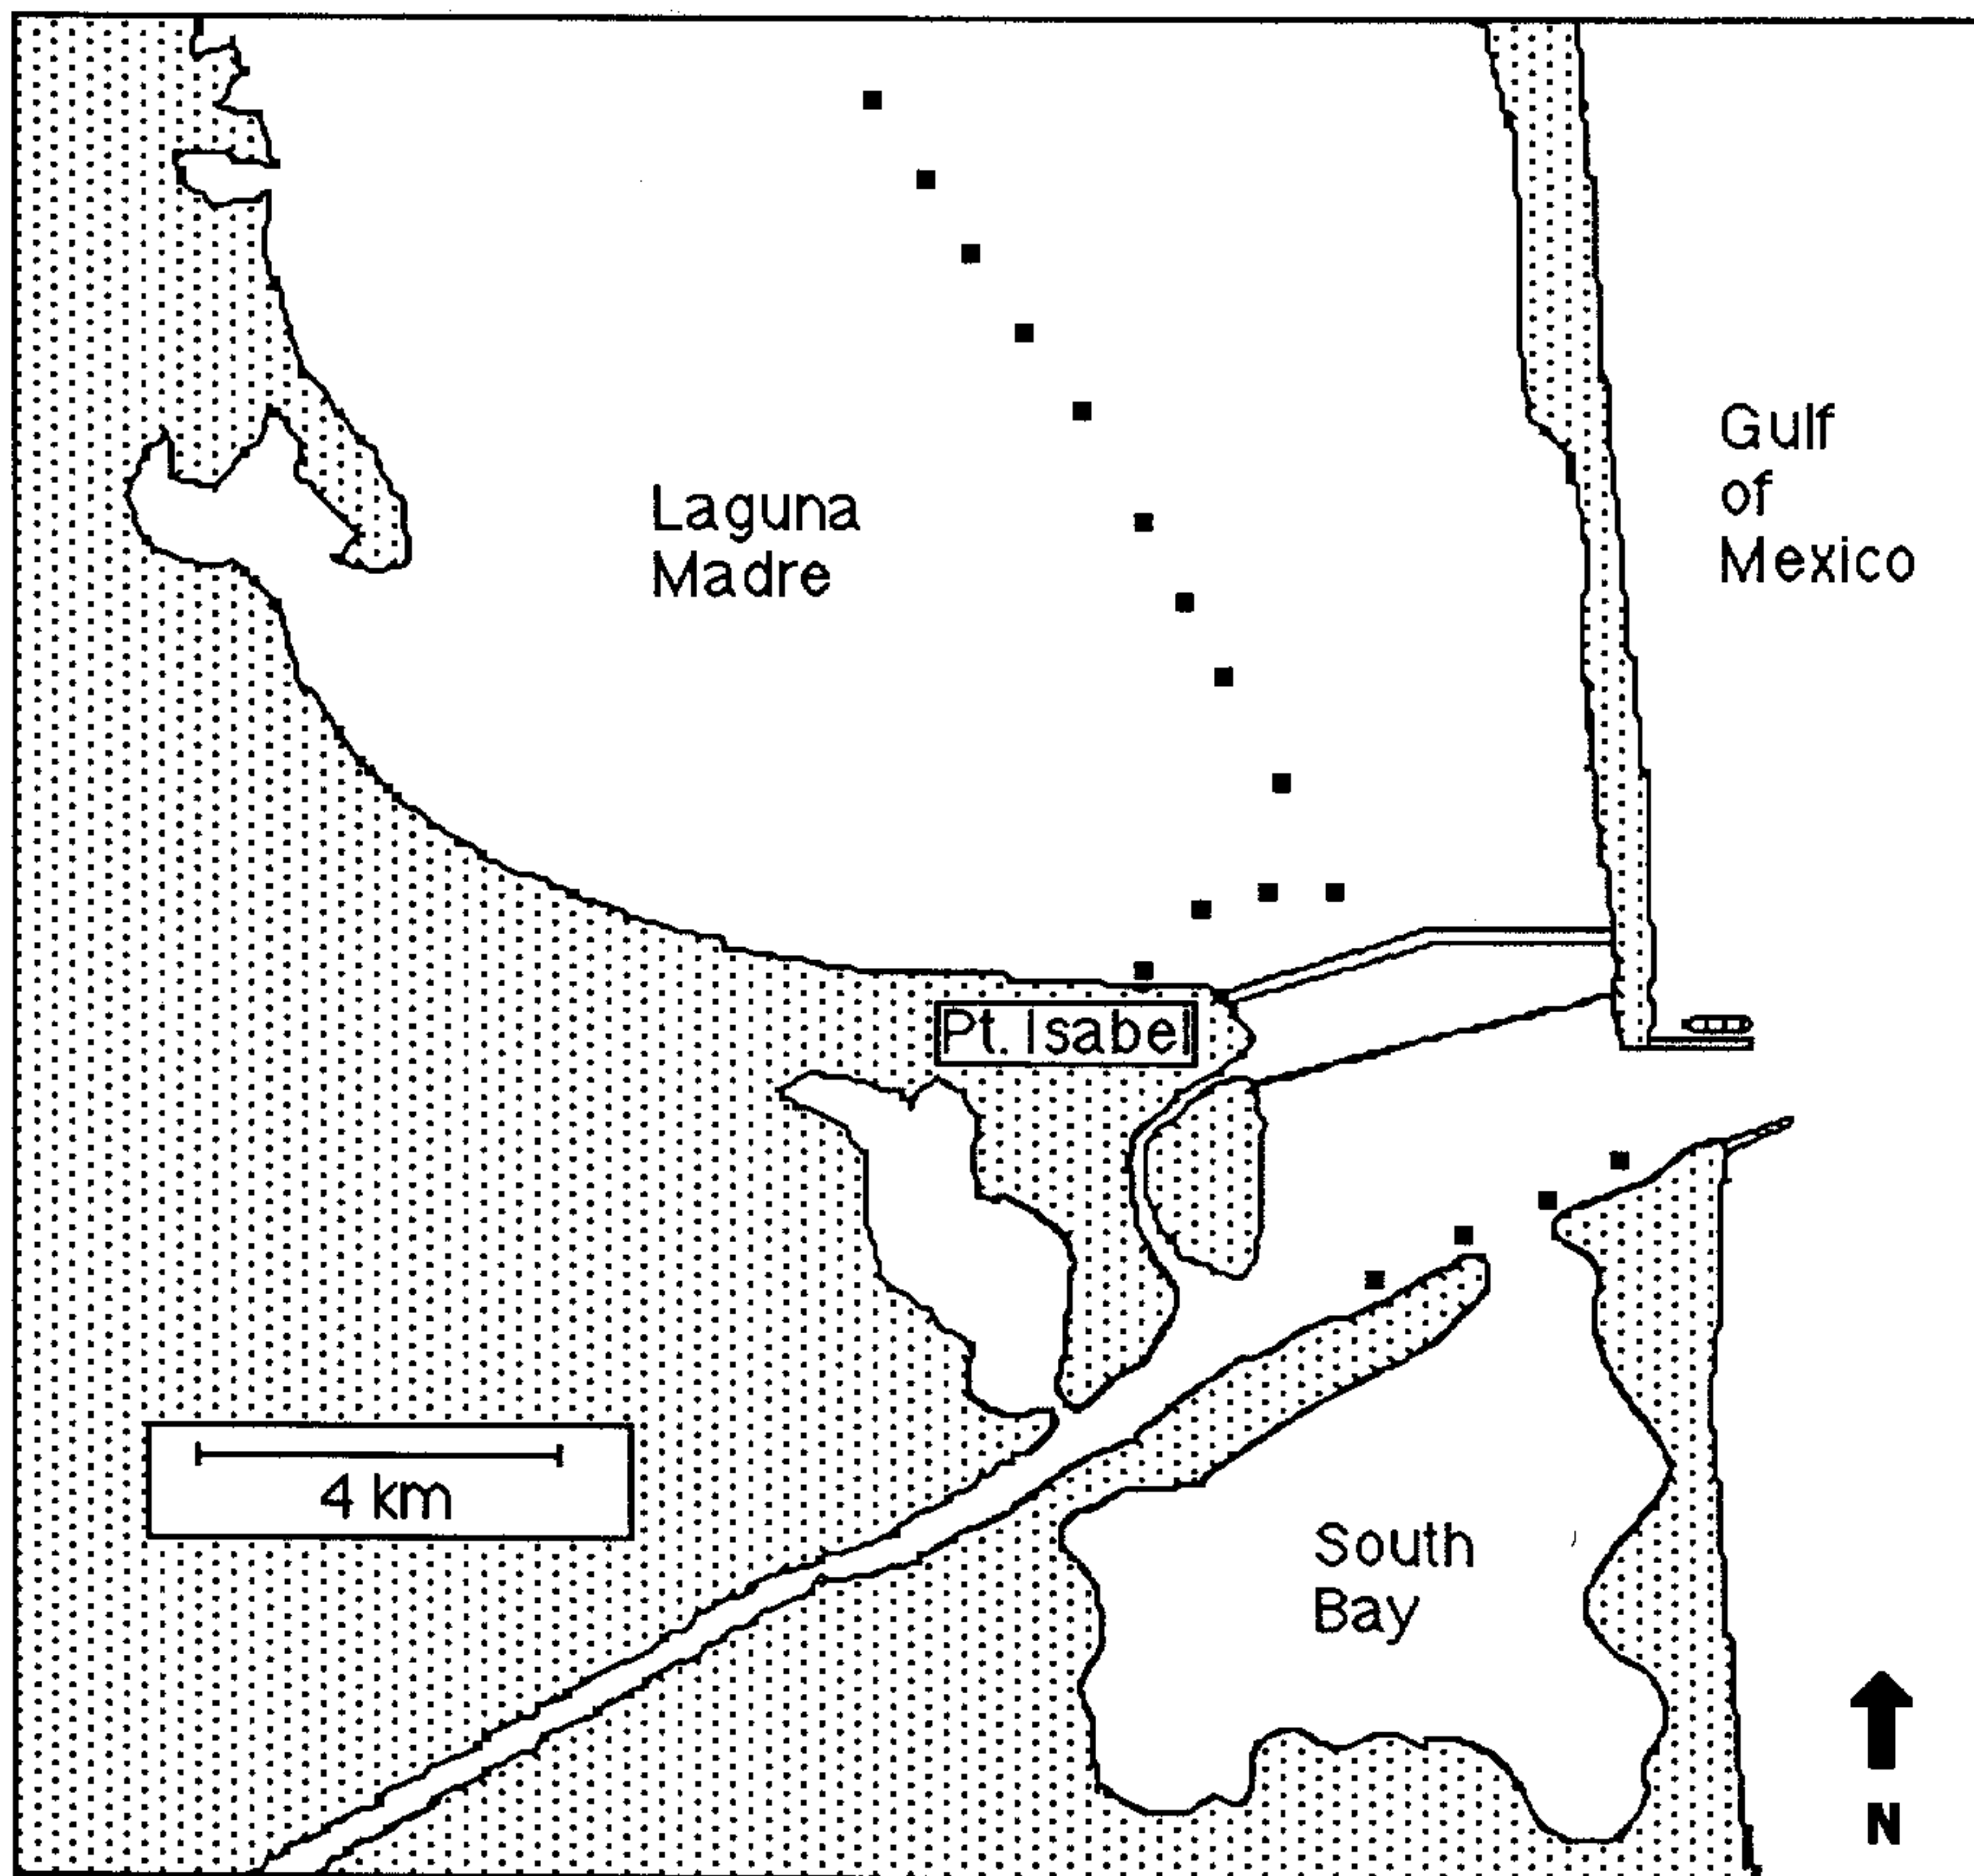 Gulf
of
Mexico
Laguna
Madre
Pt. Isabel
4 km
South
Bay
N